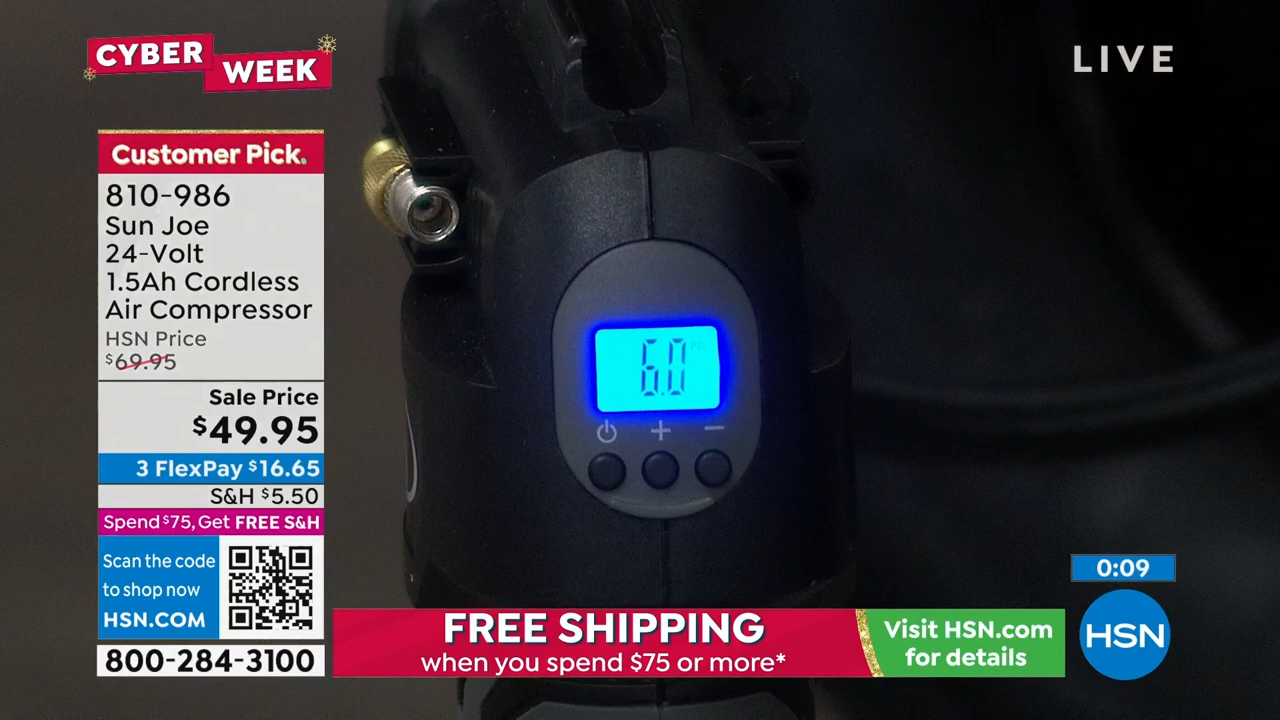 CYBER
WEEK
LIVE
Customer Pick.
810-986
Sun Joe
24-Volt
1.5Ah Cordless
Air Compressor
HSN Price
$69.95
Sale Price
$49.95
3 FlexPay $16.65
S&H $5.50
Spend $75, Get FREE S&H
Scan the code
to shop now
HSN.COM
800-284-3100
6.0 PSI
+ −
FREE SHIPPING
when you spend $75 or more*
Visit HSN.com
for details
0:09
HSN